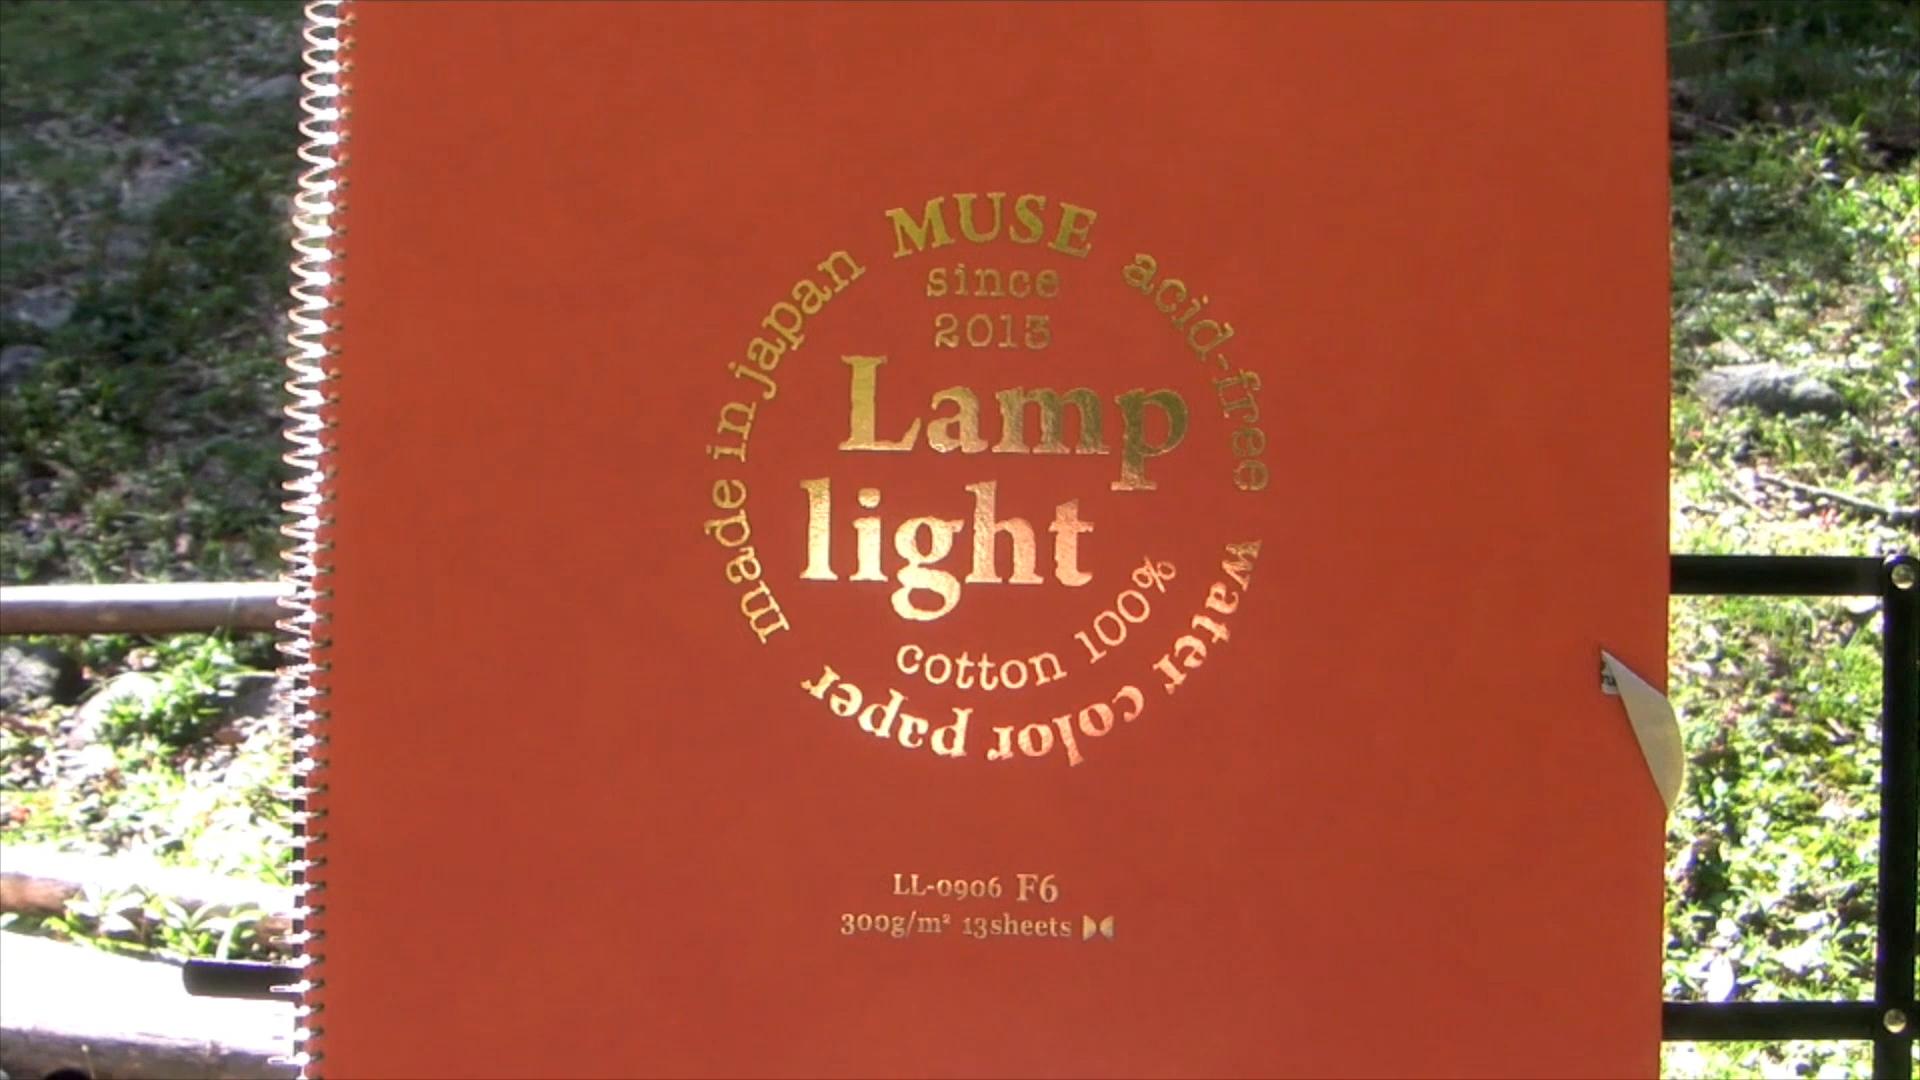 MUSE
since
2013
Lamp
light
cotton 100%
made in japan
acid-free
water color paper
LL-0906 F6
300g/m² 13sheets